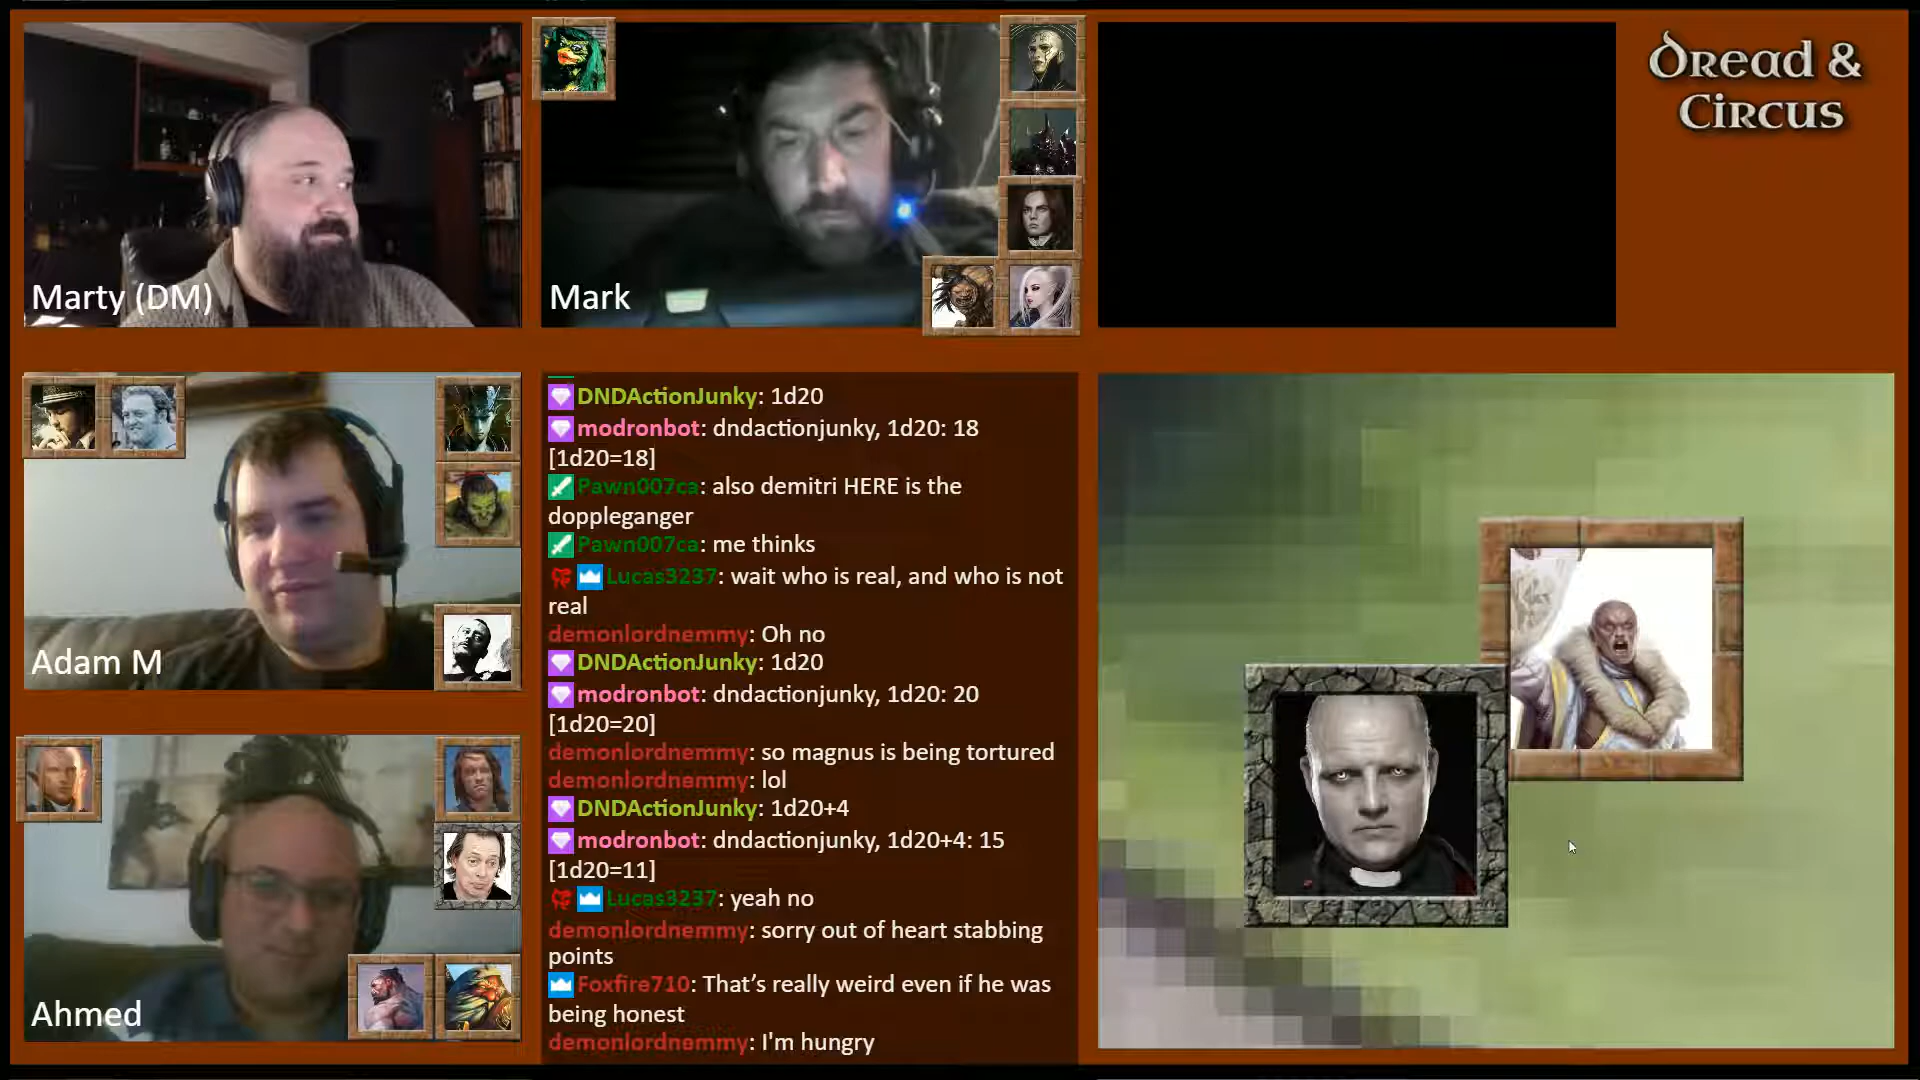 Dread &
Circus
Marty (DM)
Mark
Adam M
Ahmed
DNDActionJunky: 1d20
modronbot: dndactionjunky, 1d20: 18
[1d20=18]
Pawn007ca: also demitri HERE is the
doppleganger
Pawn007ca: me thinks
Lucas3237: wait who is real, and who is not
real
demonlordnemmy: Oh no
DNDActionJunky: 1d20
modronbot: dndactionjunky, 1d20: 20
[1d20=20]
demonlordnemmy: so magnus is being tortured
demonlordnemmy: lol
DNDActionJunky: 1d20+4
modronbot: dndactionjunky, 1d20+4: 15
[1d20=11]
Lucas3237: yeah no
demonlordnemmy: sorry out of heart stabbing
points
Foxfire710: That’s really weird even if he was
being honest
demonlordnemmy: I'm hungry